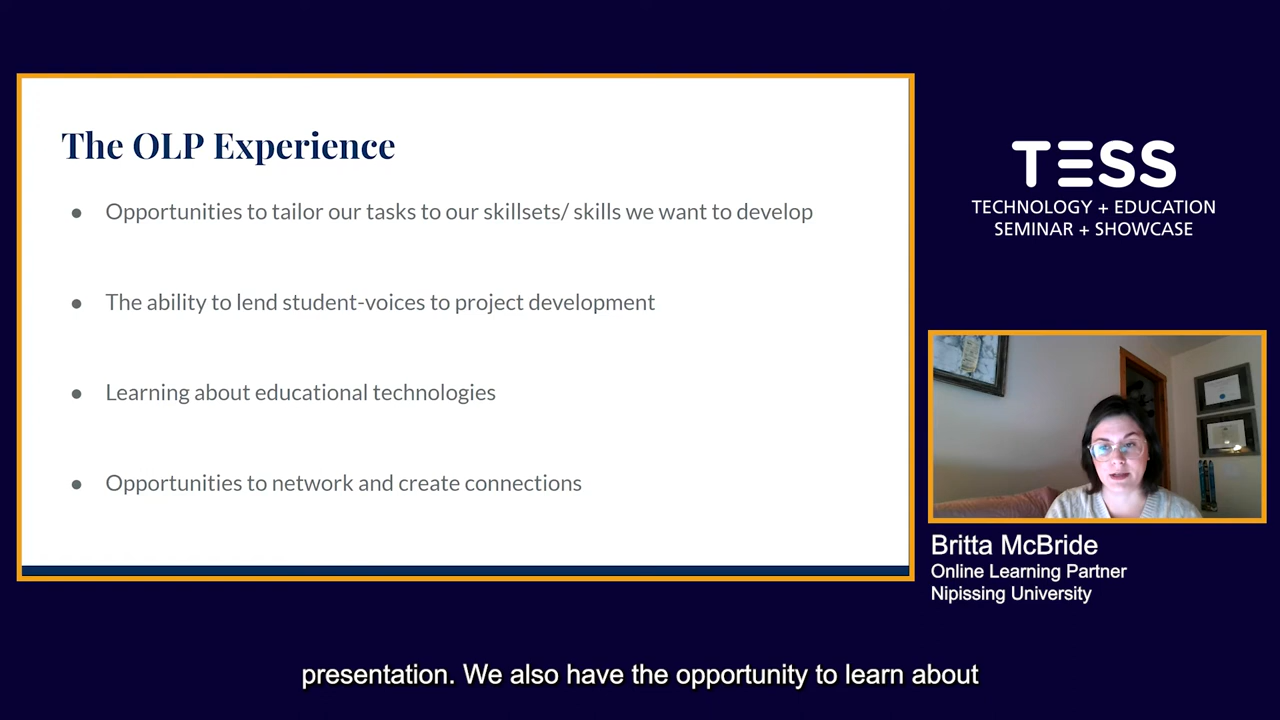 The OLP Experience
● Opportunities to tailor our tasks to our skillsets/ skills we want to develop
● The ability to lend student-voices to project development
● Learning about educational technologies
● Opportunities to network and create connections
TESS
TECHNOLOGY + EDUCATION
SEMINAR + SHOWCASE
Britta McBride
Online Learning Partner
Nipissing University
presentation. We also have the opportunity to learn about